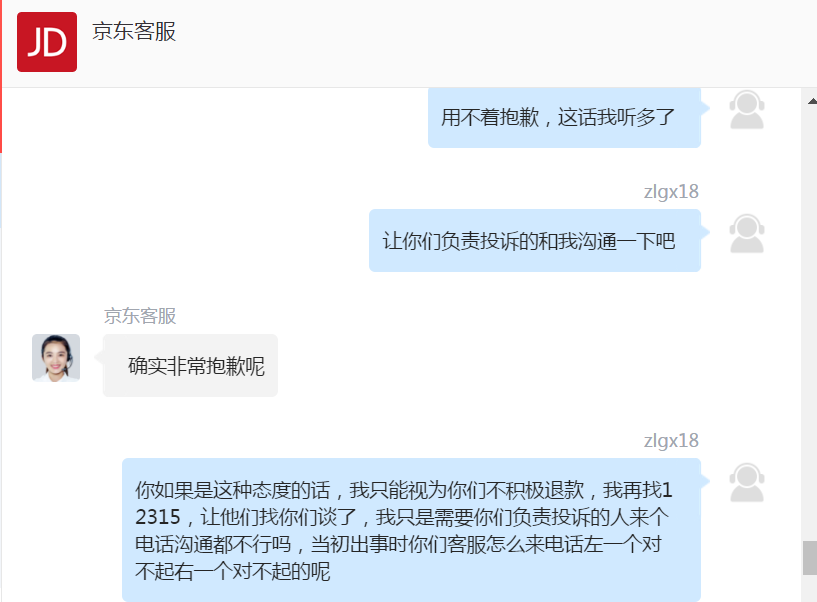 JD 京东客服
用不着抱歉，这话我听多了
zlgx18
让你们负责投诉的和我沟通一下吧
京东客服
确实非常抱歉呢
zlgx18
你如果是这种态度的话，我只能视为你们不积极退款，我再找1
2315，让他们找你们谈了，我只是需要你们负责投诉的人来个
电话沟通都不行吗，当初出事时你们客服怎么来电话左一个对
不起右一个对不起的呢